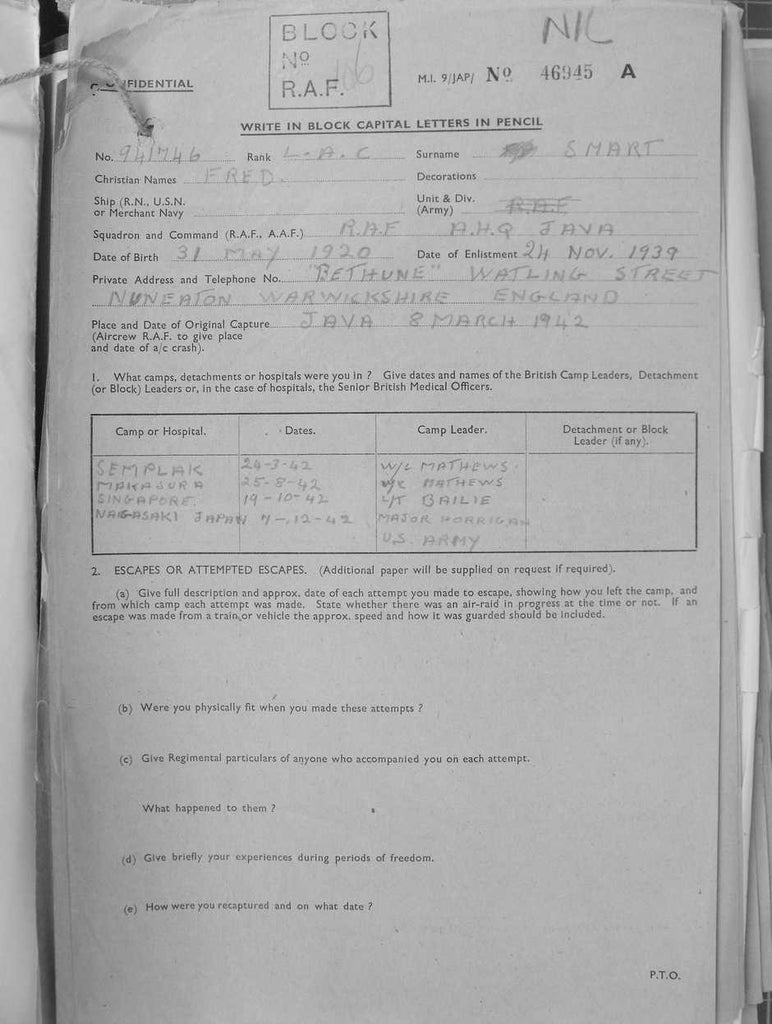 BLOCK
No
R.A.F.
NIL
FIDENTIAL
M.I. 9/JAP/ No 46945 A
WRITE IN BLOCK CAPITAL LETTERS IN PENCIL
No. 941746 Rank L.A.C Surname SMART
Christian Names FRED. Decorations
Ship (R.N., U.S.N. or Merchant Navy
Unit & Div. (Army) R.A.F
Squadron and Command (R.A.F., A.A.F.) R.A.F A.H.Q JAVA
Date of Birth 31 MAY 1920 Date of Enlistment 24 NOV. 1939
Private Address and Telephone No. "BETHUNE" WATLING STREET
NUNEATON WARWICKSHIRE ENGLAND
Place and Date of Original Capture JAVA 8 MARCH 1942
(Aircrew R.A.F. to give place
and date of a/c crash).
1. What camps, detachments or hospitals were you in ? Give dates and names of the British Camp Leaders, Detachment
(or Block) Leaders or, in the case of hospitals, the Senior British Medical Officers.
Camp or Hospital. Dates. Camp Leader. Detachment or Block
Leader (if any).
SEMPLAK 24-3-42 W/C MATHEWS
MAKASURA 25-8-42 W/C MATHEWS
SINGAPORE 19-10-42 L/T BAILIE
NAGASAKI JAPAN 7-12-42 MAJOR HORRIGAN
U.S. ARMY
2. ESCAPES OR ATTEMPTED ESCAPES. (Additional paper will be supplied on request if required).
(a) Give full description and approx. date of each attempt you made to escape, showing how you left the camp, and
from which camp each attempt was made. State whether there was an air-raid in progress at the time or not. If an
escape was made from a train or vehicle the approx. speed and how it was guarded should be included.
(b) Were you physically fit when you made these attempts ?
(c) Give Regimental particulars of anyone who accompanied you on each attempt.
What happened to them ?
(d) Give briefly your experiences during periods of freedom.
(e) How were you recaptured and on what date ?
P.T.O.